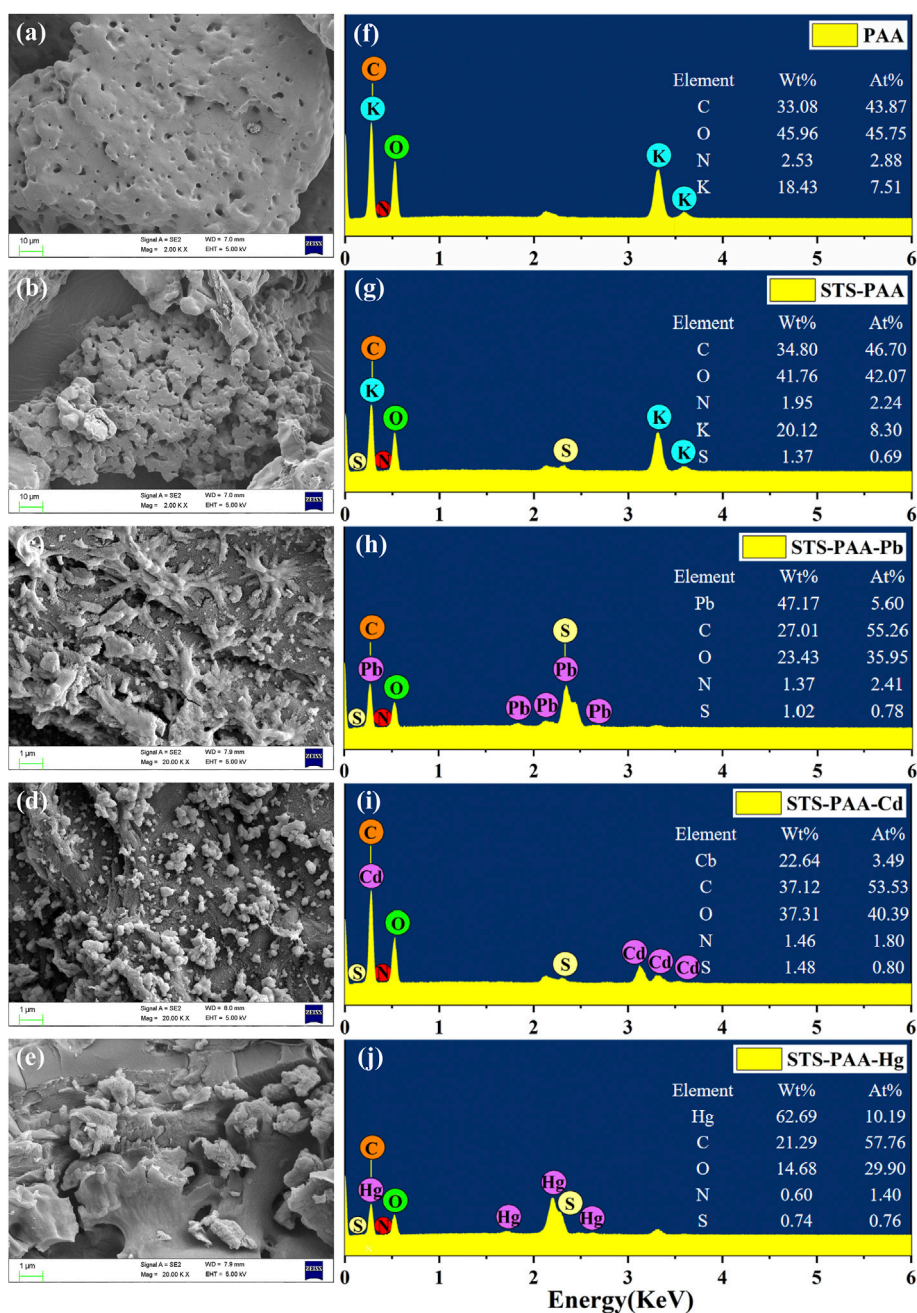 (a)
10 µm
Signal A = SE2 WD = 7.0 mm
Mag = 2.00 K X EHT = 5.00 kV
ZEISS
(f)
PAA
C
K
O
N
K
K
Element Wt% At%
C 33.08 43.87
O 45.96 45.75
N 2.53 2.88
K 18.43 7.51
0 1 2 3 4 5 6
(b)
10 µm
Signal A = SE2 WD = 7.0 mm
Mag = 2.00 K X EHT = 5.00 kV
ZEISS
(g)
STS-PAA
C
K
O
S
N
S
K
K
Element Wt% At%
C 34.80 46.70
O 41.76 42.07
N 1.95 2.24
K 20.12 8.30
S 1.37 0.69
0 1 2 3 4 5 6
1 µm
Signal A = SE2 WD = 7.9 mm
Mag = 20.00 K X EHT = 5.00 kV
ZEISS
(h)
STS-PAA-Pb
C
Pb
O
S
N
Pb
Pb
S
Pb
Pb
Element Wt% At%
Pb 47.17 5.60
C 27.01 55.26
O 23.43 35.95
N 1.37 2.41
S 1.02 0.78
0 1 2 3 4 5 6
(d)
1 µm
Signal A = SE2 WD = 8.0 mm
Mag = 20.00 K X EHT = 5.00 kV
ZEISS
(i)
STS-PAA-Cd
C
Cd
O
S
N
S
Cd
Cd
Cd
Element Wt% At%
Cb 22.64 3.49
C 37.12 53.53
O 37.31 40.39
N 1.46 1.80
S 1.48 0.80
0 1 2 3 4 5 6
(e)
1 µm
Signal A = SE2 WD = 7.9 mm
Mag = 20.00 K X EHT = 5.00 kV
ZEISS
(j)
STS-PAA-Hg
C
Hg
O
S
N
N
Hg
Hg
S
Hg
Element Wt% At%
Hg 62.69 10.19
C 21.29 57.76
O 14.68 29.90
N 0.60 1.40
S 0.74 0.76
0 1 2 3 4 5 6
Energy(KeV)